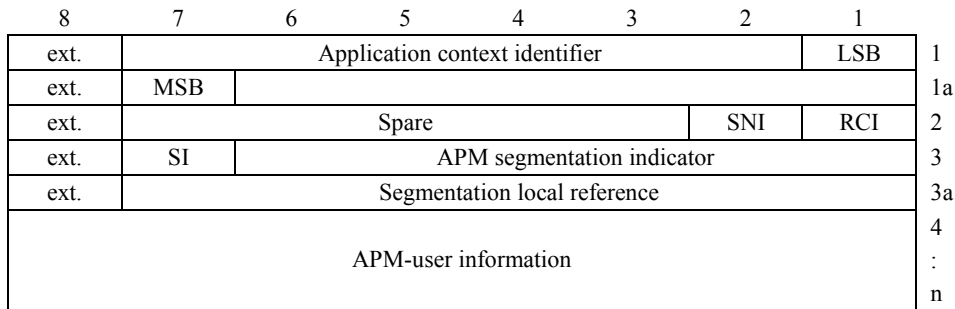 8 7 6 5 4 3 2 1
ext. Application context identifier LSB 1
ext. MSB 1a
ext. Spare SNI RCI 2
ext. SI APM segmentation indicator 3
ext. Segmentation local reference 3a
4
APM-user information :
n